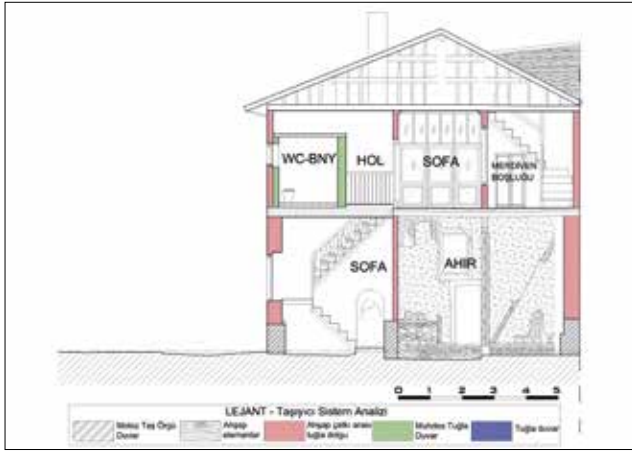 WC-BNY
HOL
SOFA
MERDİVEN
BOŞLUĞU
SOFA
AHIR
0 1 2 3 4 5
LEJANT - Taşıyıcı Sistem Analizi
Moloz Taş Örgü
Duvar
Ahşap
elemanlar
Ahşap çatkı arası
tuğla dolgu
Muhdes Tuğla
Duvar
Tuğla duvar